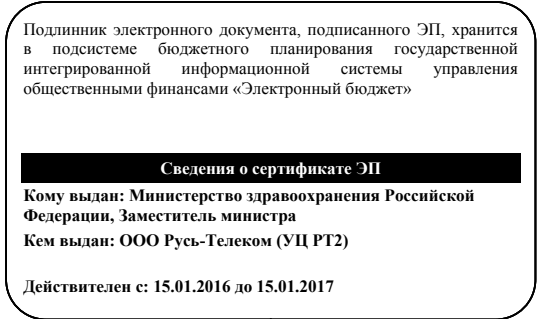 Подлинник электронного документа, подписанного ЭП, хранится
в подсистеме бюджетного планирования государственной
интегрированной информационной системы управления
общественными финансами «Электронный бюджет»
Сведения о сертификате ЭП
Кому выдан: Министерство здравоохранения Российской
Федерации, Заместитель министра
Кем выдан: ООО Русь-Телеком (УЦ РТ2)
Действителен с: 15.01.2016 до 15.01.2017